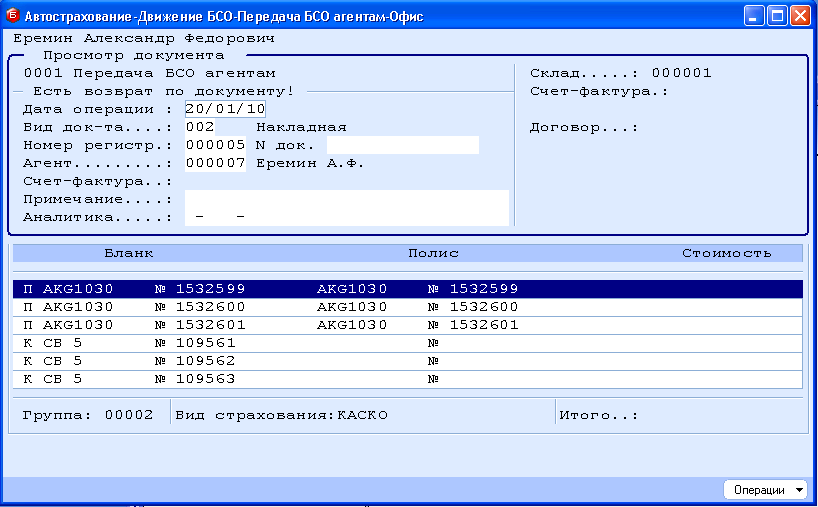 Автострахование-Движение БСО-Передача БСО агентам-Офис
Еремин Александр Федорович
Просмотр документа
0001 Передача БСО агентам
Есть возврат по документу!
Дата операции : 20/01/10
Вид док-та....: 002 Накладная
Номер регистр.: 000005 N док.
Агент.........: 000007 Еремин А.Ф.
Счет-фактура..:
Примечание....:
Аналитика.....: - -
Склад.....: 000001
Счет-фактура.:
Договор...:
Бланк Полис Стоимость
П AKG1030 № 1532599 AKG1030 № 1532599
П AKG1030 № 1532600 AKG1030 № 1532600
П AKG1030 № 1532601 AKG1030 № 1532601
К СВ 5 № 109561 №
К СВ 5 № 109562 №
К СВ 5 № 109563 №
Группа: 00002 Вид страхования:КАСКО Итого..:
Операции